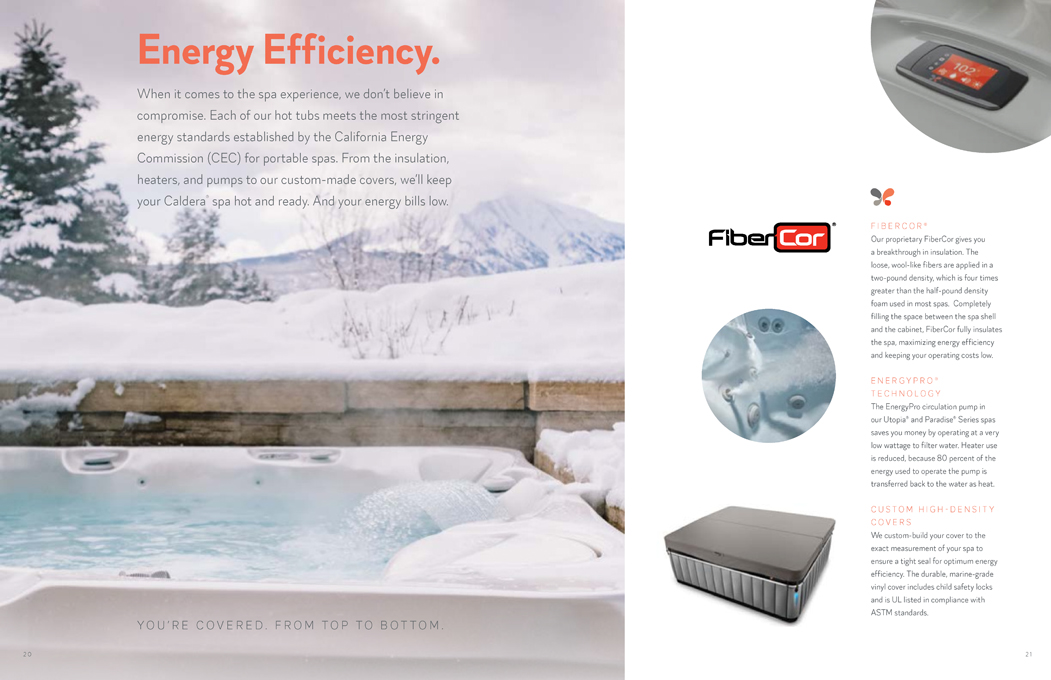 Energy Efficiency.
When it comes to the spa experience, we don't believe in
compromise. Each of our hot tubs meets the most stringent
energy standards established by the California Energy
Commission (CEC) for portable spas. From the insulation,
heaters, and pumps to our custom-made covers, we'll keep
your Caldera® spa hot and ready. And your energy bills low.
YOU'RE COVERED. FROM TOP TO BOTTOM.
20
102°
FiberCor®
FIBERCOR®
Our proprietary FiberCor gives you
a breakthrough in insulation. The
loose, wool-like fibers are applied in a
two-pound density, which is four times
greater than the half-pound density
foam used in most spas. Completely
filling the space between the spa shell
and the cabinet, FiberCor fully insulates
the spa, maximizing energy efficiency
and keeping your operating costs low.
ENERGYPRO®
TECHNOLOGY
The EnergyPro circulation pump in
our Utopia® and Paradise® Series spas
saves you money by operating at a very
low wattage to filter water. Heater use
is reduced, because 80 percent of the
energy used to operate the pump is
transferred back to the water as heat.
CUSTOM HIGH-DENSITY
COVERS
We custom-build your cover to the
exact measurement of your spa to
ensure a tight seal for optimum energy
efficiency. The durable, marine-grade
vinyl cover includes child safety locks
and is UL listed in compliance with
ASTM standards.
21